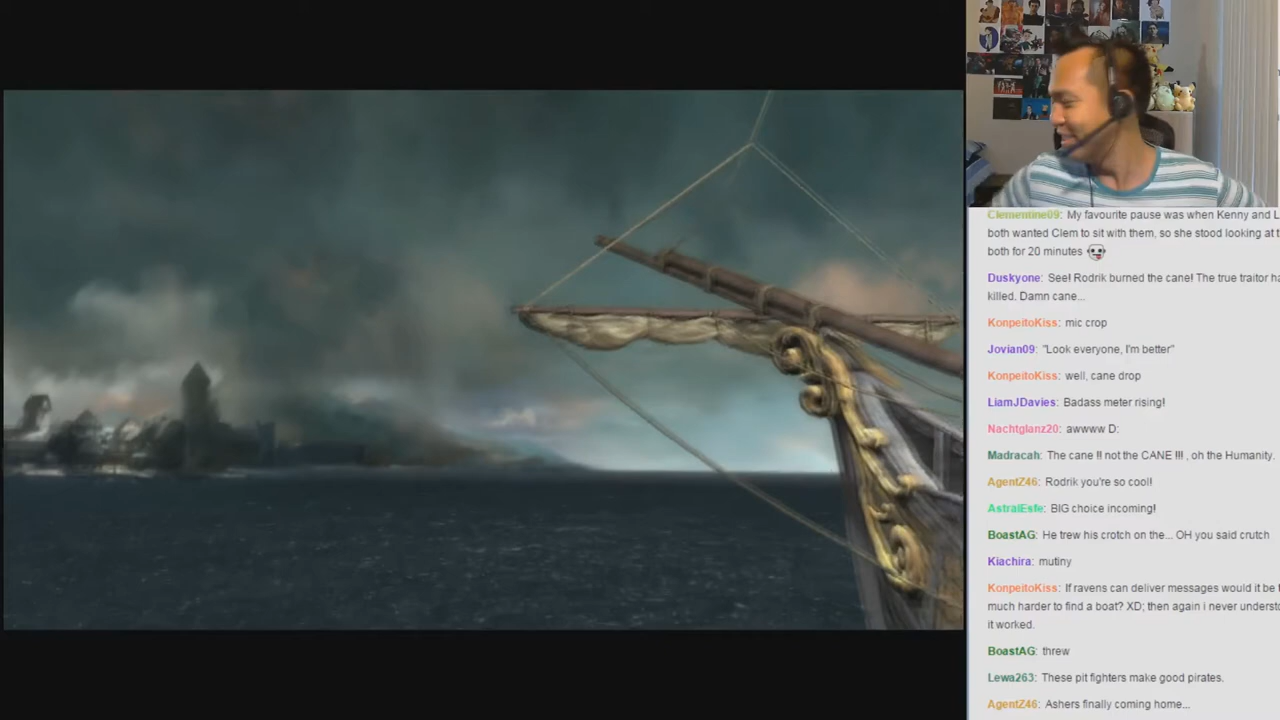 Clementine09: My favourite pause was when Kenny and L
both wanted Clem to sit with them, so she stood looking at t
both for 20 minutes
Duskyone: See! Rodrik burned the cane! The true traitor ha
killed. Damn cane...
KonpeitoKiss: mic crop
Jovian09: "Look everyone, I'm better"
KonpeitoKiss: well, cane drop
LiamJDavies: Badass meter rising!
Nachtglanz20: awwww D:
Madracah: The cane !! not the CANE !!! , oh the Humanity.
AgentZ46: Rodrik you're so cool!
AstralEsfe: BIG choice incoming!
BoastAG: He trew his crotch on the... OH you said crutch
Kiachira: mutiny
KonpeitoKiss: If ravens can deliver messages would it be t
much harder to find a boat? XD; then again i never understo
it worked.
BoastAG: threw
Lewa263: These pit fighters make good pirates.
AgentZ46: Ashers finally coming home...